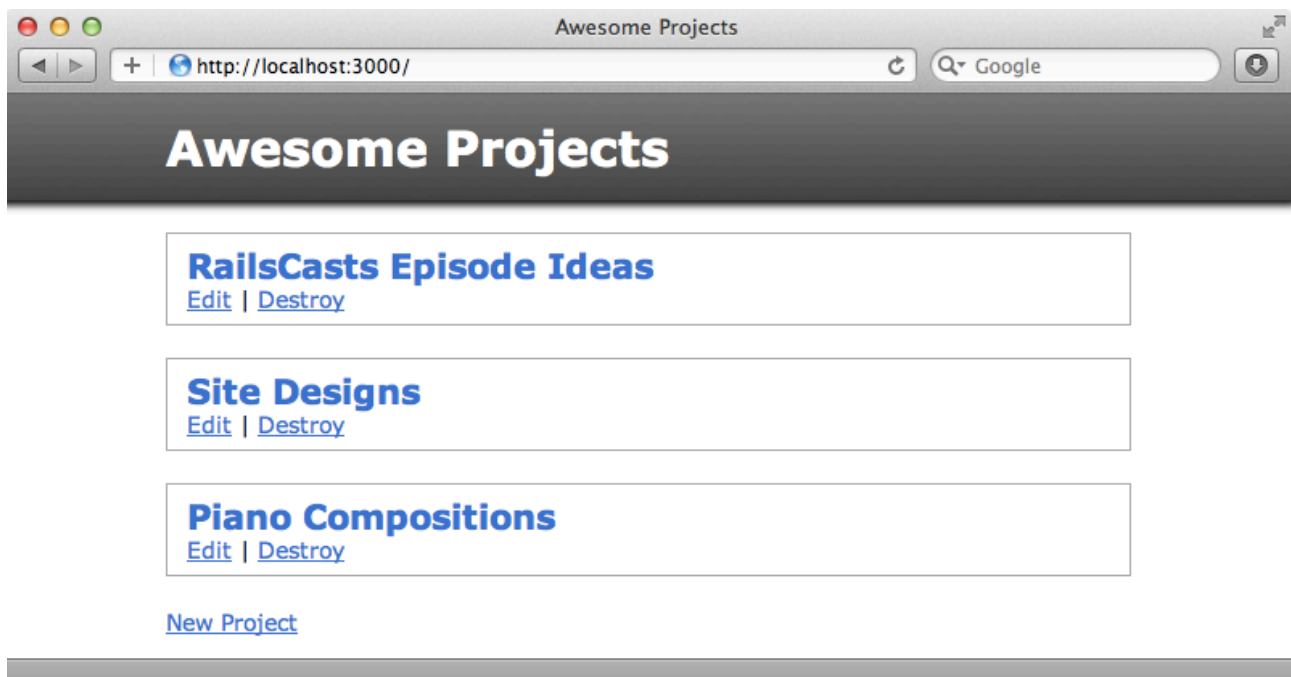 Awesome Projects
+ http://localhost:3000/ Google
Awesome Projects
RailsCasts Episode Ideas
Edit | Destroy
Site Designs
Edit | Destroy
Piano Compositions
Edit | Destroy
New Project